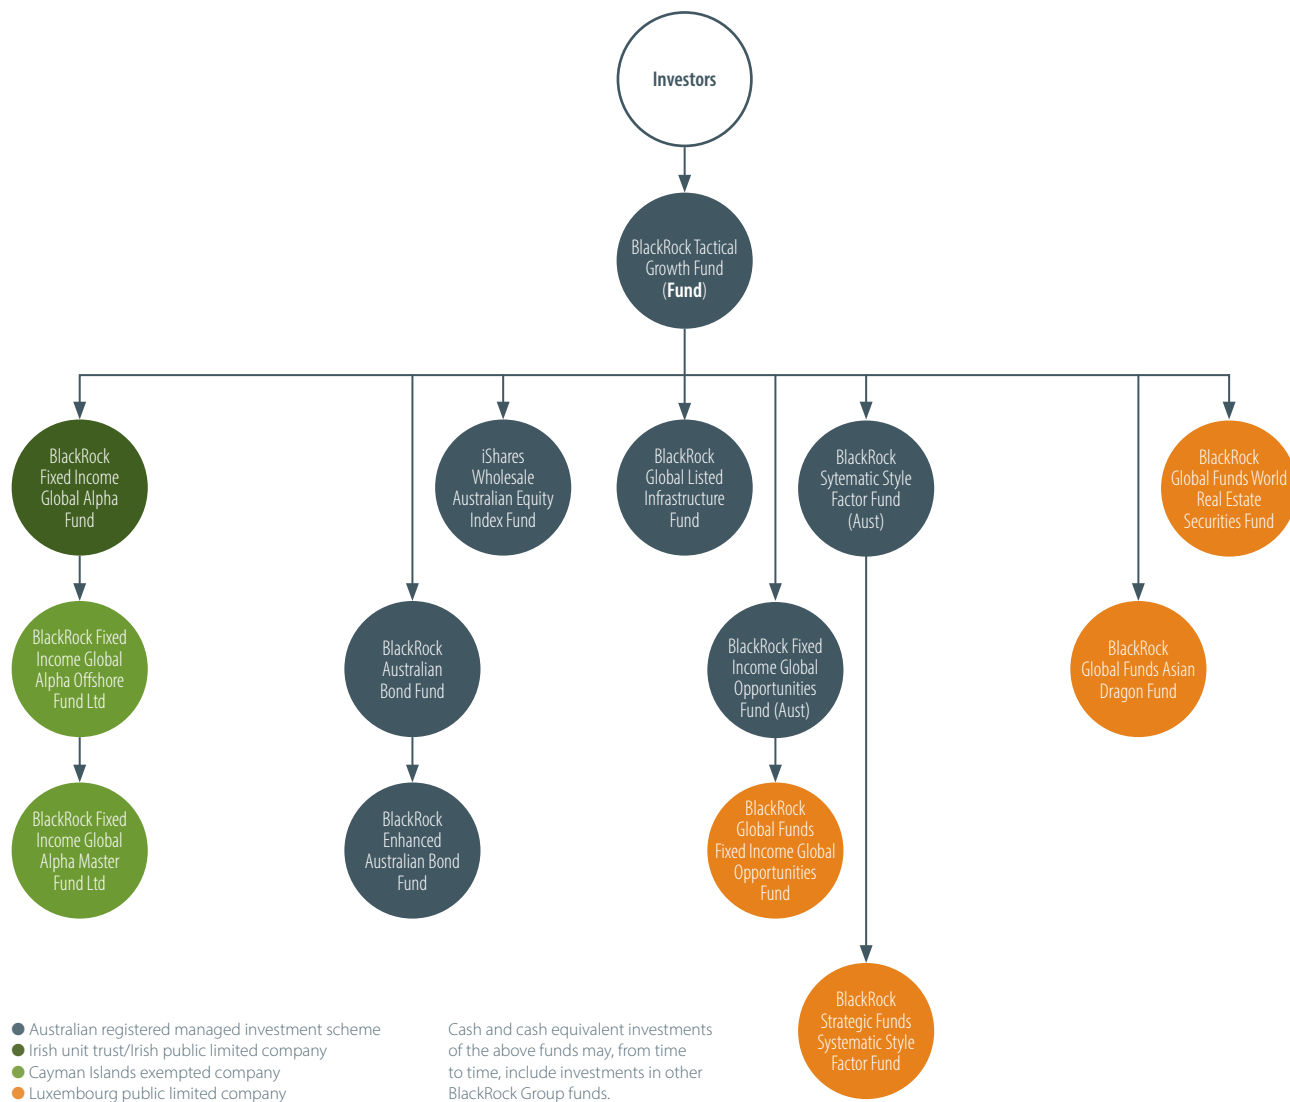 Investors
BlackRock Tactical
Growth Fund
(Fund)
BlackRock
Fixed Income
Global Alpha
Fund
iShares
Wholesale
Australian Equity
Index Fund
BlackRock
Global Listed
Infrastructure
Fund
BlackRock
Sytematic Style
Factor Fund
(Aust)
BlackRock
Global Funds World
Real Estate
Securities Fund
BlackRock Fixed
Income Global
Alpha Offshore
Fund Ltd
BlackRock
Australian
Bond Fund
BlackRock Fixed
Income Global
Opportunities
Fund (Aust)
BlackRock
Global Funds Asian
Dragon Fund
BlackRock Fixed
Income Global
Alpha Master
Fund Ltd
BlackRock
Enhanced
Australian Bond
Fund
BlackRock
Global Funds
Fixed Income Global
Opportunities
Fund
BlackRock
Strategic Funds
Systematic Style
Factor Fund
Australian registered managed investment scheme
Irish unit trust/Irish public limited company
Cayman Islands exempted company
Luxembourg public limited company
Cash and cash equivalent investments
of the above funds may, from time
to time, include investments in other
BlackRock Group funds.